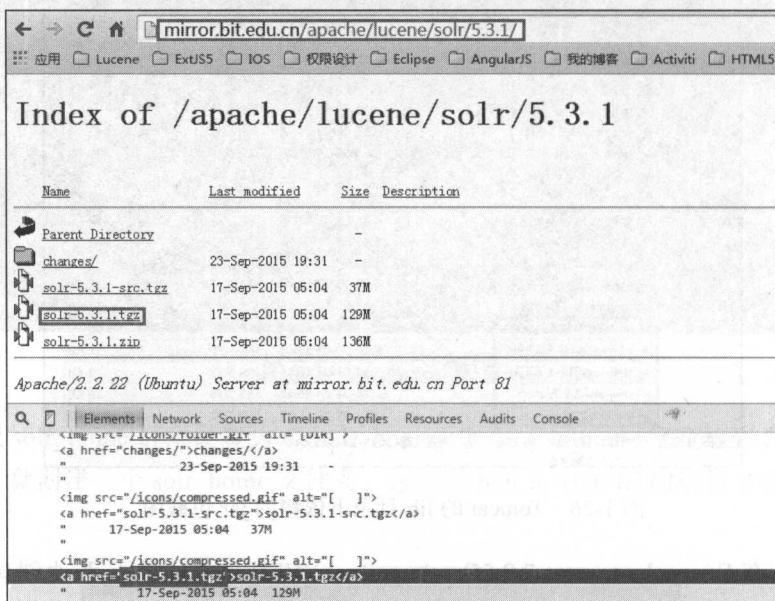 mirror.bit.edu.cn/apache/lucene/solr/5.3.1/
应用 Lucene ExtJS5 IOS 权限设计 Eclipse AngularJS 我的博客 Activiti HTML5
Index of /apache/lucene/solr/5.3.1
Name Last modified Size Description
Parent Directory -
changes/ 23-Sep-2015 19:31 -
solr-5.3.1-src.tgz 17-Sep-2015 05:04 37M
solr-5.3.1.tgz 17-Sep-2015 05:04 129M
solr-5.3.1.zip 17-Sep-2015 05:04 136M
Apache/2.2.22 (Ubuntu) Server at mirror.bit.edu.cn Port 81
Elements Network Sources Timeline Profiles Resources Audits Console
<img src="/icons/folder.gif" alt="[DIR]">
<a href="changes/">changes/</a>
" 23-Sep-2015 19:31 -
"
<img src="/icons/compressed.gif" alt="[ ]">
<a href="solr-5.3.1-src.tgz">solr-5.3.1-src.tgz</a>
" 17-Sep-2015 05:04 37M
"
<img src="/icons/compressed.gif" alt="[ ]">
<a href="solr-5.3.1.tgz">solr-5.3.1.tgz</a>
" 17-Sep-2015 05:04 129M